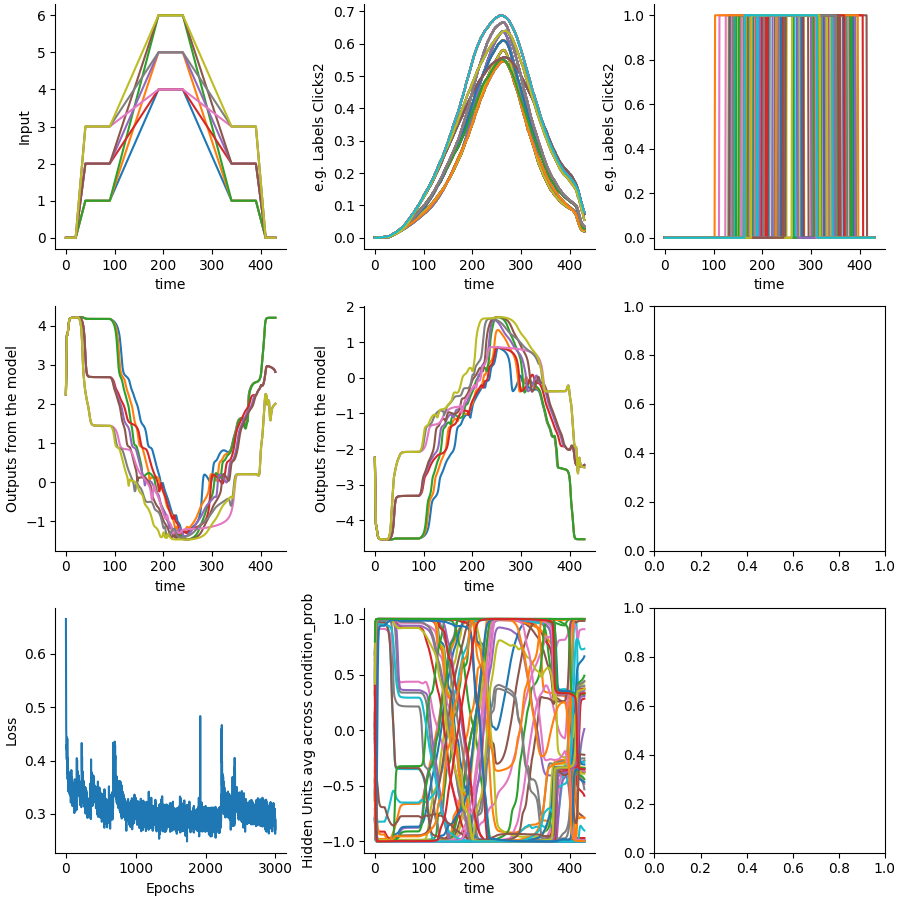 Input
6
5
4
3
2
1
0
0 100 200 300 400
time
e.g. Labels Clicks2
0.7
0.6
0.5
0.4
0.3
0.2
0.1
0.0
0 100 200 300 400
time
e.g. Labels Clicks2
1.0
0.8
0.6
0.4
0.2
0.0
0 100 200 300 400
time
Outputs from the model
4
3
2
1
0
−1
0 100 200 300 400
time
Outputs from the model
2
1
0
−1
−2
−3
−4
0 100 200 300 400
time
1.0
0.8
0.6
0.4
0.2
0.0
0.0 0.2 0.4 0.6 0.8 1.0
Loss
0.6
0.5
0.4
0.3
0 1000 2000 3000
Epochs
Hidden Units avg across condition_prob
1.0
0.5
0.0
−0.5
−1.0
0 100 200 300 400
time
1.0
0.8
0.6
0.4
0.2
0.0
0.0 0.2 0.4 0.6 0.8 1.0